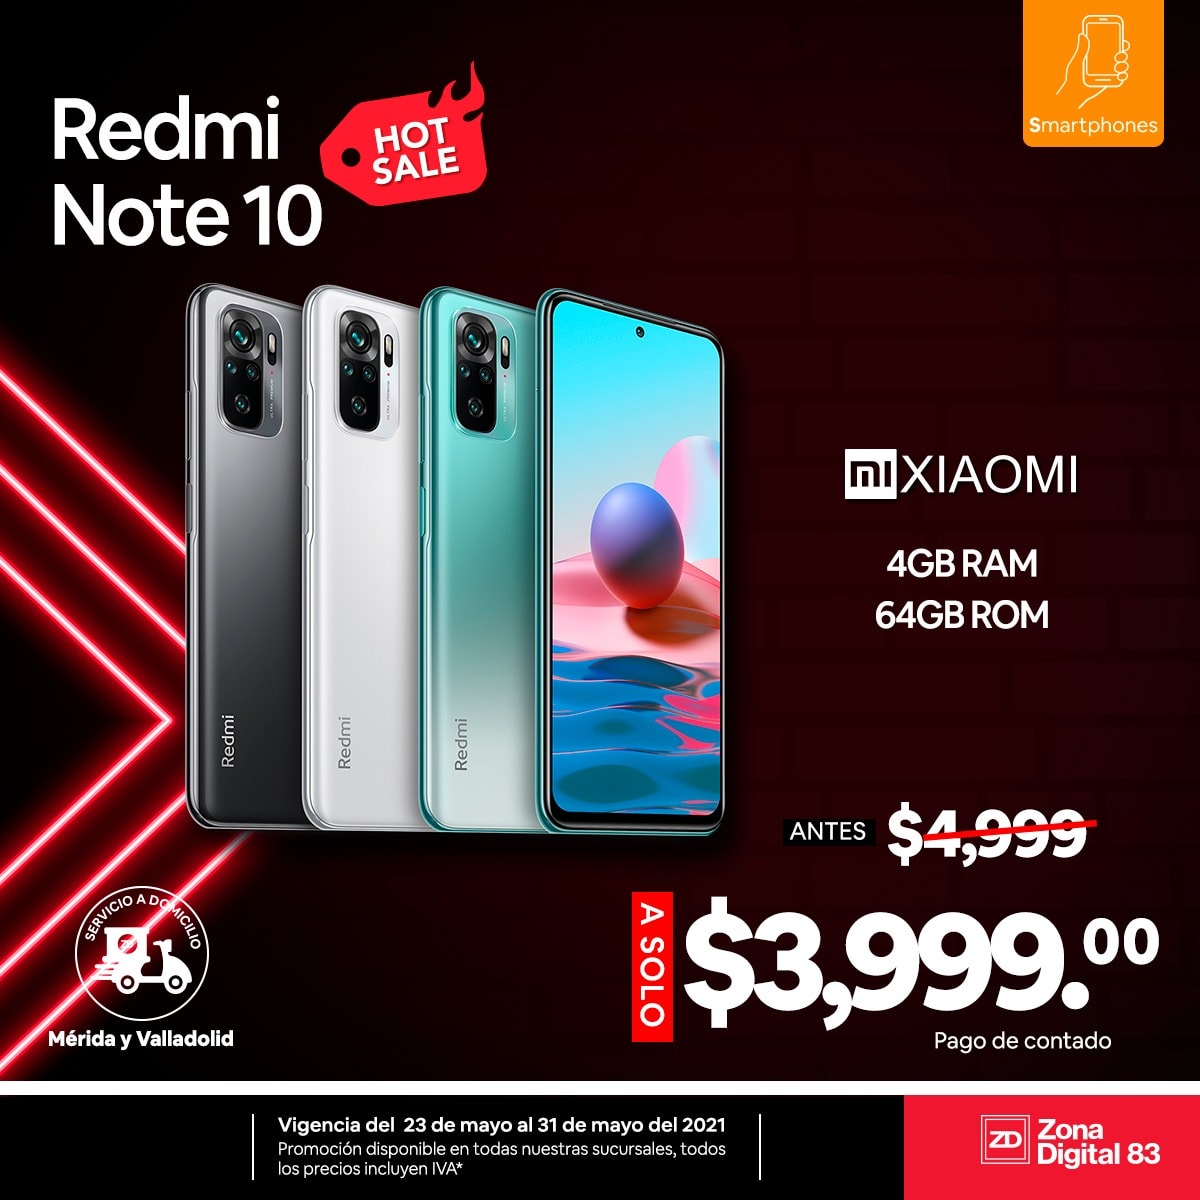 Smartphones
Redmi
Note 10
HOT
SALE
Redmi
Redmi
Redmi
mi XIAOMI
4GB RAM
64GB ROM
ANTES $4,999
A SOLO $3,999.00
Pago de contado
SERVICIO A DOMICILIO
ZD
Mérida y Valladolid
Vigencia del 23 de mayo al 31 de mayo del 2021
Promoción disponible en todas nuestras sucursales, todos
los precios incluyen IVA*
ZD Zona
Digital 83